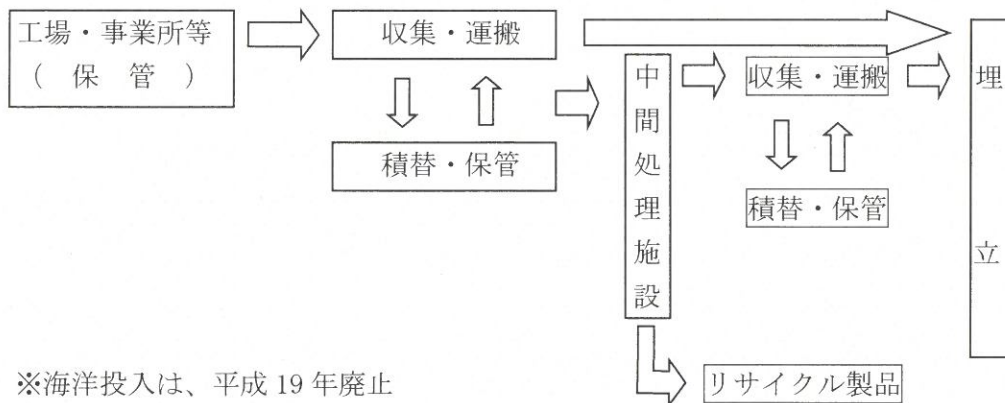 工場・事業所等
(保管)
収集・運搬
積替・保管
中間処理施設
収集・運搬
積替・保管
埋立
リサイクル製品
※海洋投入は、平成19年廃止